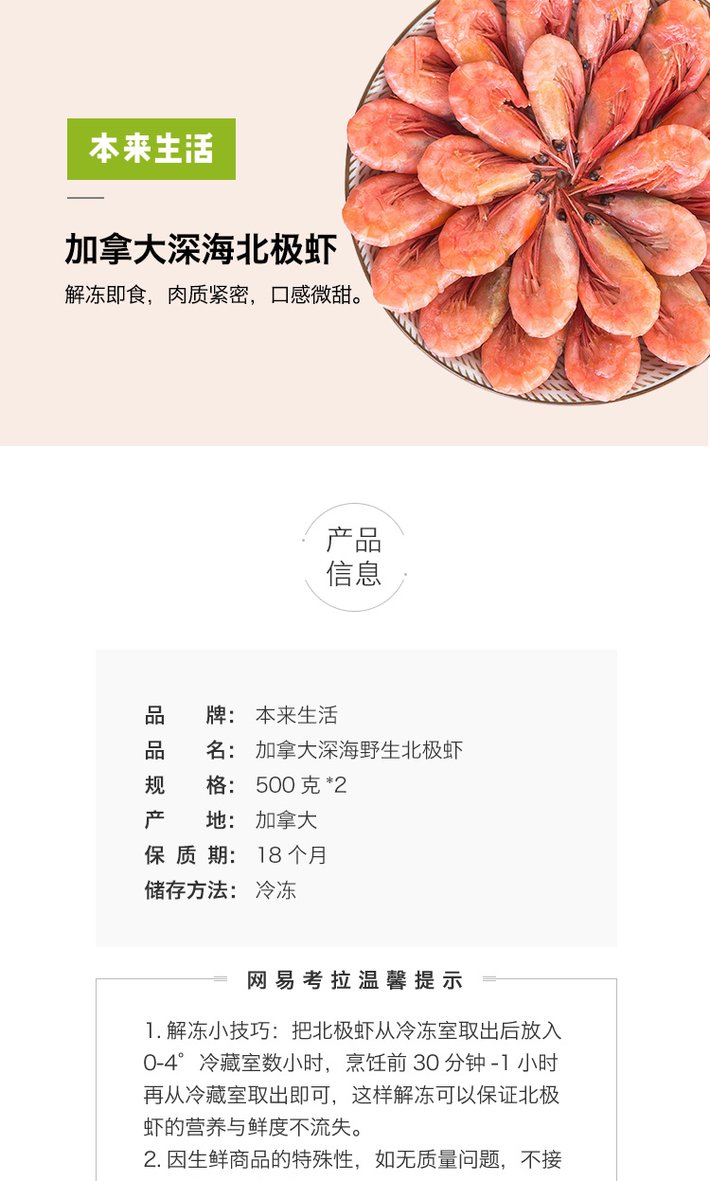 本来生活
加拿大深海北极虾
解冻即食，肉质紧密，口感微甜。
产品
信息
品牌： 本来生活
品名： 加拿大深海野生北极虾
规格： 500 克 *2
产地： 加拿大
保质期： 18 个月
储存方法： 冷冻
网易考拉温馨提示
1. 解冻小技巧：把北极虾从冷冻室取出后放入
0-4° 冷藏室数小时，烹饪前 30 分钟 -1 小时
再从冷藏室取出即可，这样解冻可以保证北极
虾的营养与鲜度不流失。
2. 因生鲜商品的特殊性，如无质量问题，不接